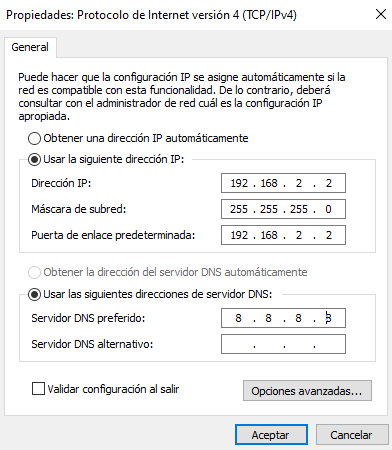 Propiedades: Protocolo de Internet versión 4 (TCP/IPv4)
General
Puede hacer que la configuración IP se asigne automáticamente si la
red es compatible con esta funcionalidad. De lo contrario, deberá
consultar con el administrador de red cuál es la configuración IP
apropiada.
Obtener una dirección IP automáticamente
Usar la siguiente dirección IP:
Dirección IP: 192 . 168 . 2 . 2
Máscara de subred: 255 . 255 . 255 . 0
Puerta de enlace predeterminada: 192 . 168 . 2 . 2
Obtener la dirección del servidor DNS automáticamente
Usar las siguientes direcciones de servidor DNS:
Servidor DNS preferido: 8 . 8 . 8 . 8
Servidor DNS alternativo: . . .
Validar configuración al salir
Opciones avanzadas...
Aceptar
Cancelar